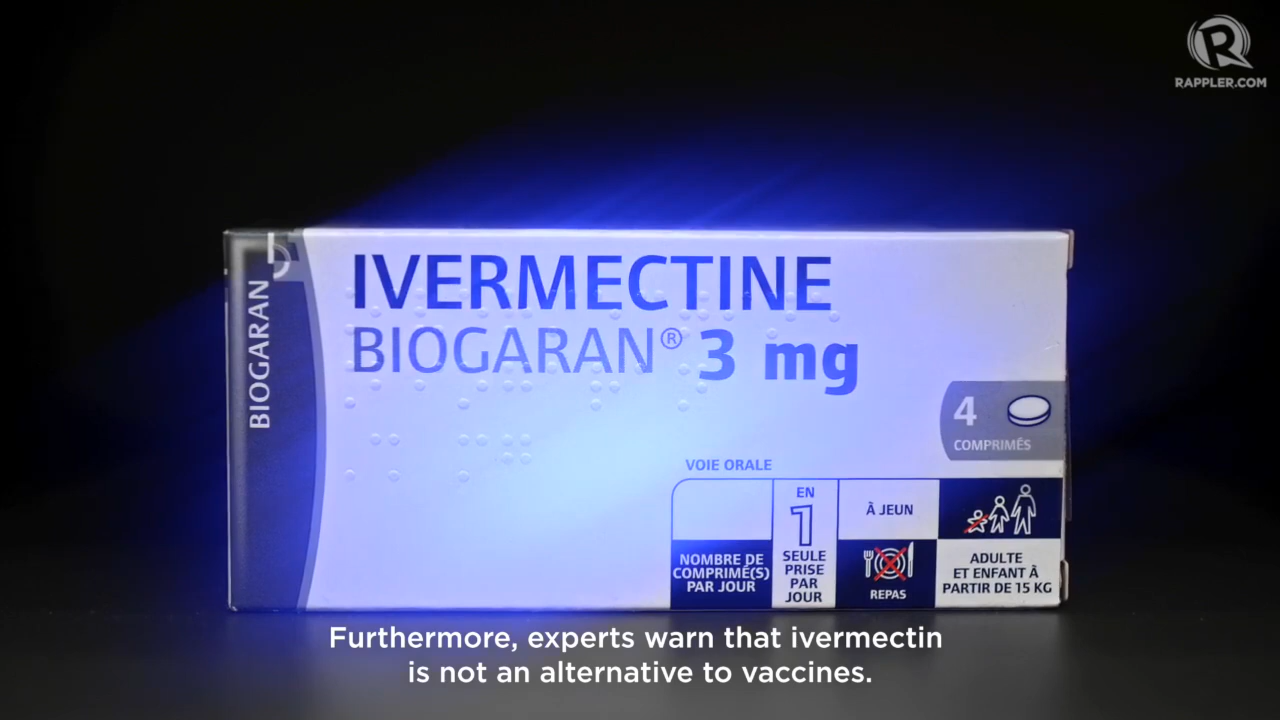 R
RAPPLER.COM
BIOGARAN
IVERMECTINE
BIOGARAN® 3 mg
4
COMPRIMÉS
VOIE ORALE
NOMBRE DE
COMPRIMÉ(S)
PAR JOUR
EN
1
SEULE
PRISE
PAR
JOUR
À JEUN
REPAS
ADULTE
ET ENFANT À
PARTIR DE 15 KG
Furthermore, experts warn that ivermectin
is not an alternative to vaccines.